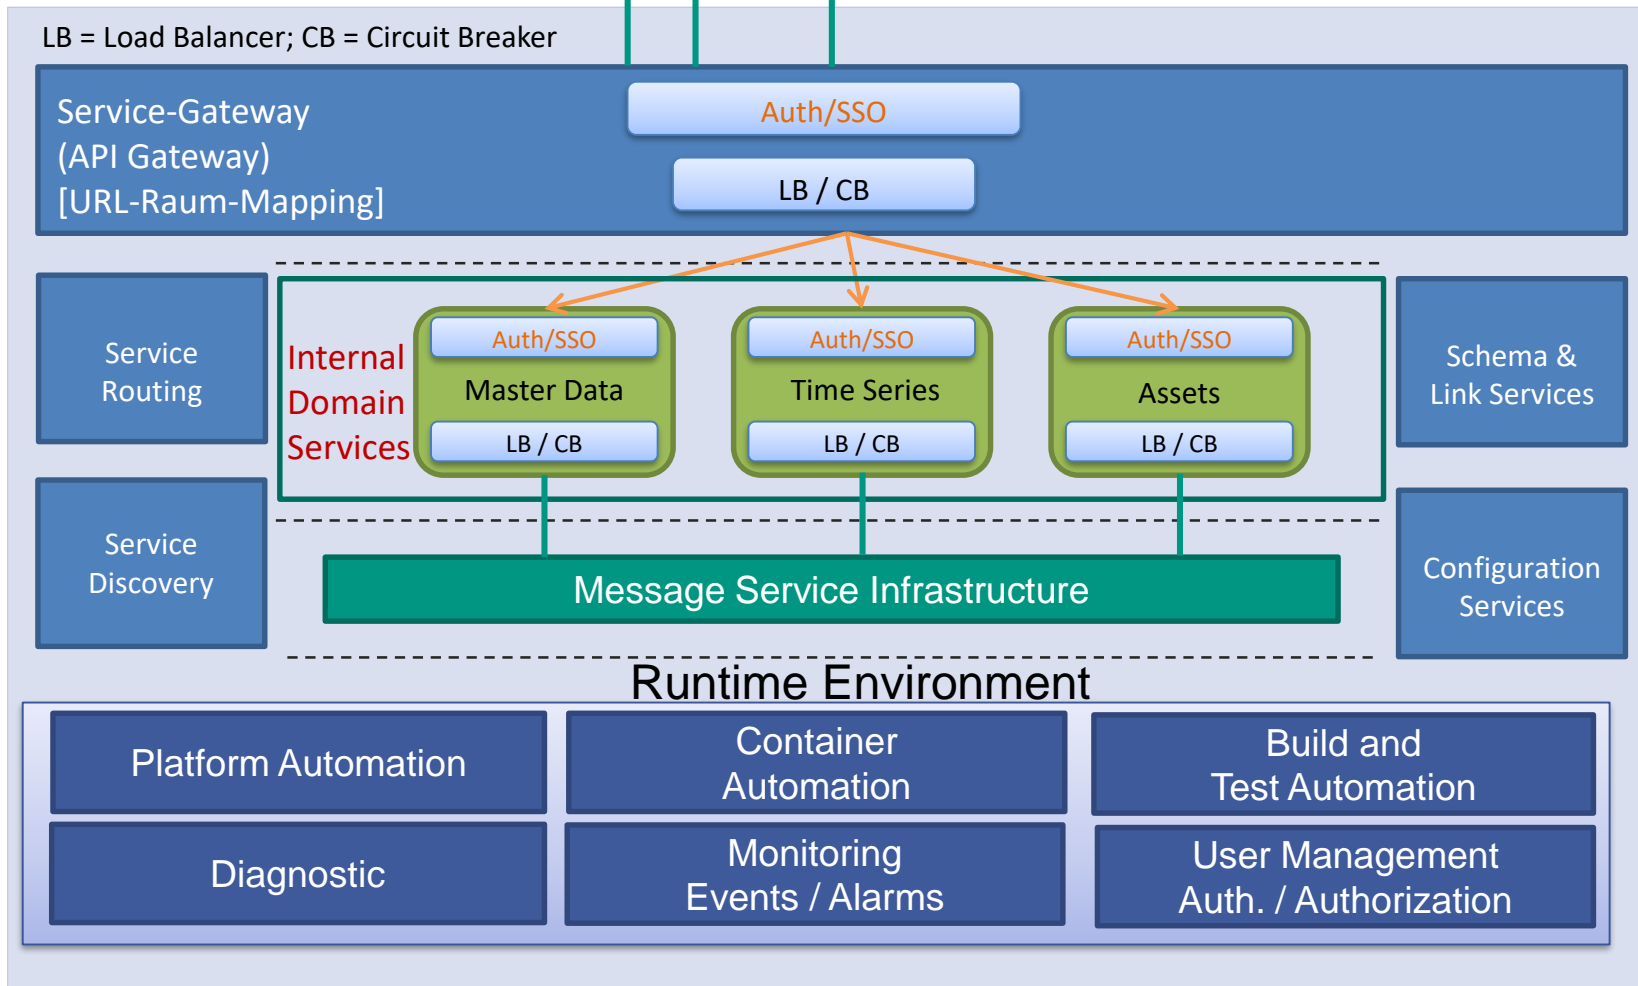 LB = Load Balancer; CB = Circuit Breaker
Service-Gateway
(API Gateway)
[URL-Raum-Mapping]
Auth/SSO
LB / CB
Service
Routing
Service
Discovery
Internal
Domain
Services
Auth/SSO
Master Data
LB / CB
Auth/SSO
Time Series
LB / CB
Auth/SSO
Assets
LB / CB
Schema &
Link Services
Configuration
Services
Message Service Infrastructure
Runtime Environment
Platform Automation
Container
Automation
Build and
Test Automation
Diagnostic
Monitoring
Events / Alarms
User Management
Auth. / Authorization